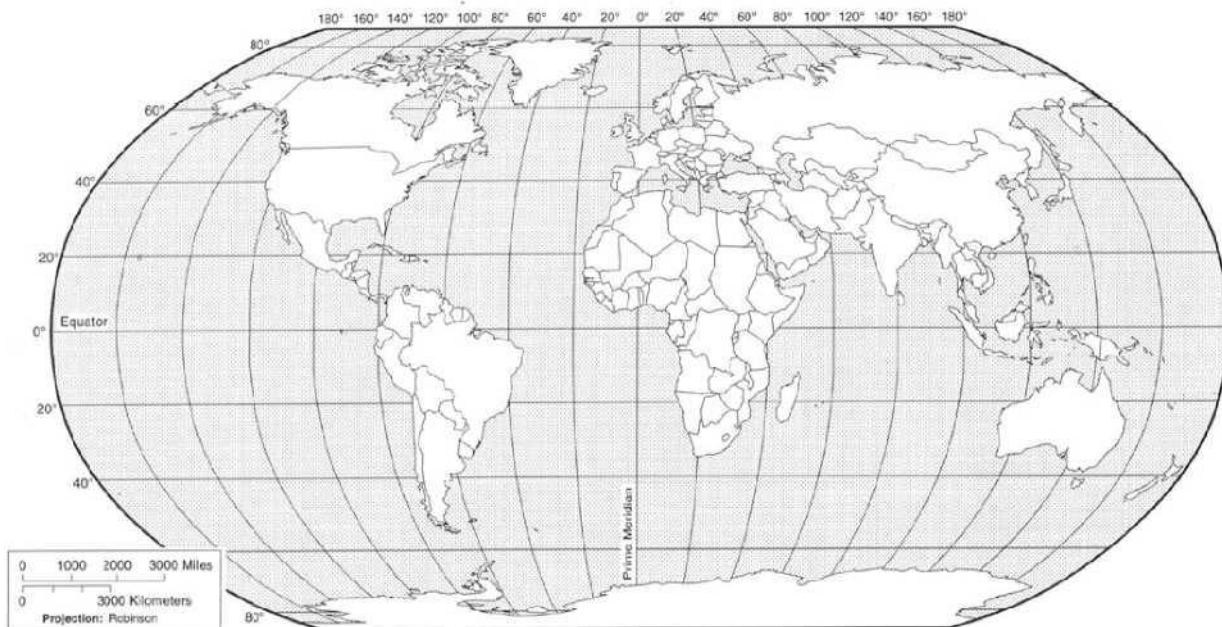 180° 160° 140° 120° 100° 80° 60° 40° 20° 0° 20° 40° 60° 80° 100° 120° 140° 160° 180°
80°
60°
40°
20°
Equator
0°
20°
40°
Prime Meridian
0 1000 2000 3000 Miles
0 3000 Kilometers
Projection: Robinson
80°